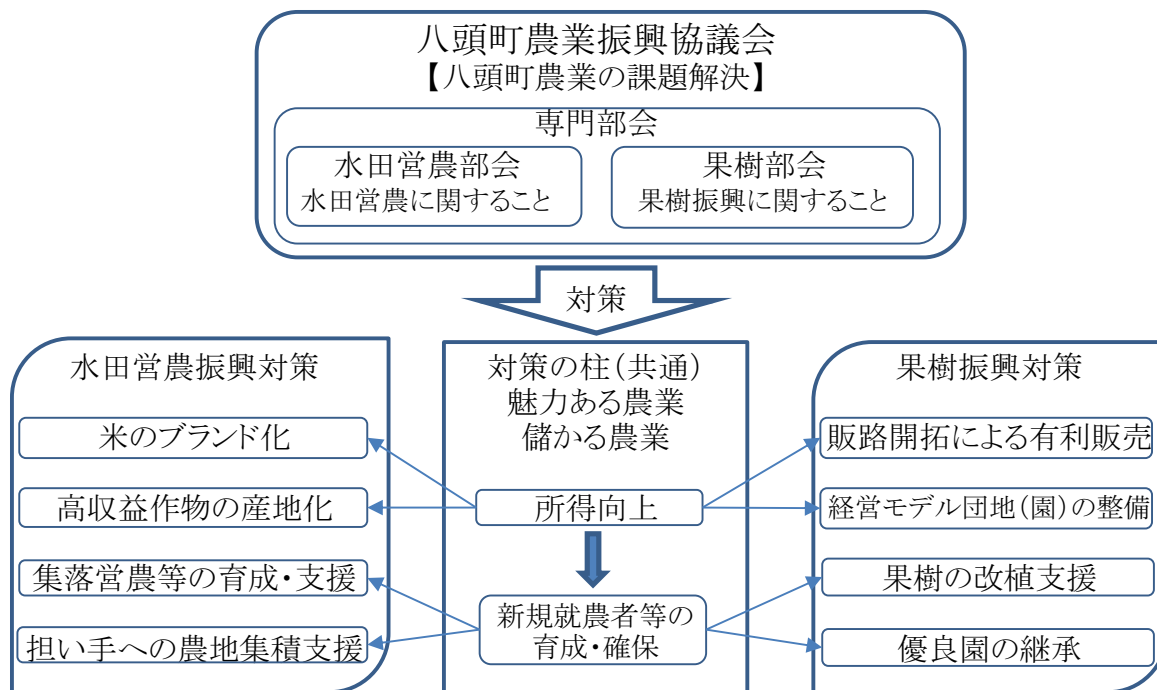 八頭町農業振興協議会
【八頭町農業の課題解決】
専門部会
水田営農部会
水田営農に関すること
果樹部会
果樹振興に関すること
対策
水田営農振興対策
米のブランド化
高収益作物の産地化
集落営農等の育成・支援
担い手への農地集積支援
対策の柱(共通)
魅力ある農業
儲かる農業
所得向上
新規就農者等の
育成・確保
果樹振興対策
販路開拓による有利販売
経営モデル団地(園)の整備
果樹の改植支援
優良園の継承